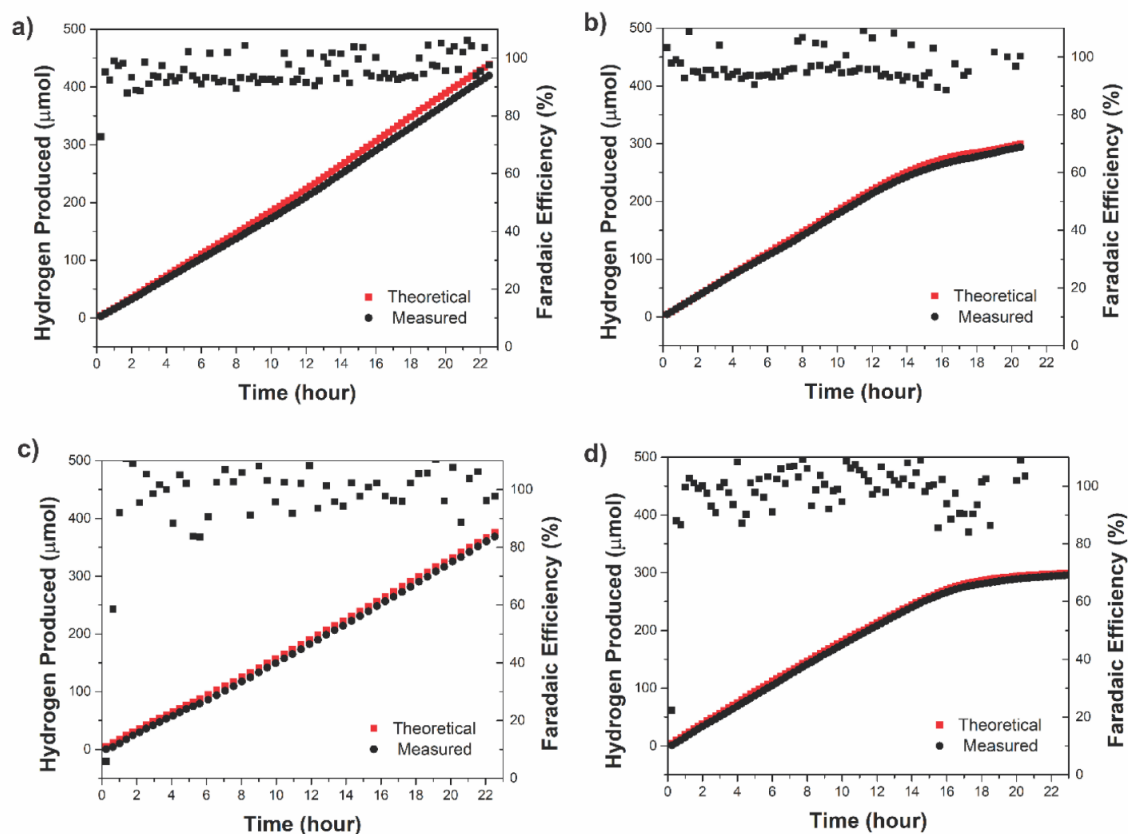 a)
500
400
300
200
100
0
Hydrogen Produced (μmol)
100
80
60
40
20
0
Faradaic Efficiency (%)
Theoretical
Measured
0 2 4 6 8 10 12 14 16 18 20 22
Time (hour)
b)
500
400
300
200
100
0
Hydrogen Produced (μmol)
100
80
60
40
20
0
Faradaic Efficiency (%)
Theoretical
Measured
0 2 4 6 8 10 12 14 16 18 20 22
Time (hour)
c)
500
400
300
200
100
0
Hydrogen Produced (μmol)
100
80
60
40
20
0
Faradaic Efficiency (%)
Theoretical
Measured
0 2 4 6 8 10 12 14 16 18 20 22
Time (hour)
d)
500
400
300
200
100
0
Hydrogen Produced (μmol)
100
80
60
40
20
0
Faradaic Efficiency (%)
Theoretical
Measured
0 2 4 6 8 10 12 14 16 18 20 22
Time (hour)